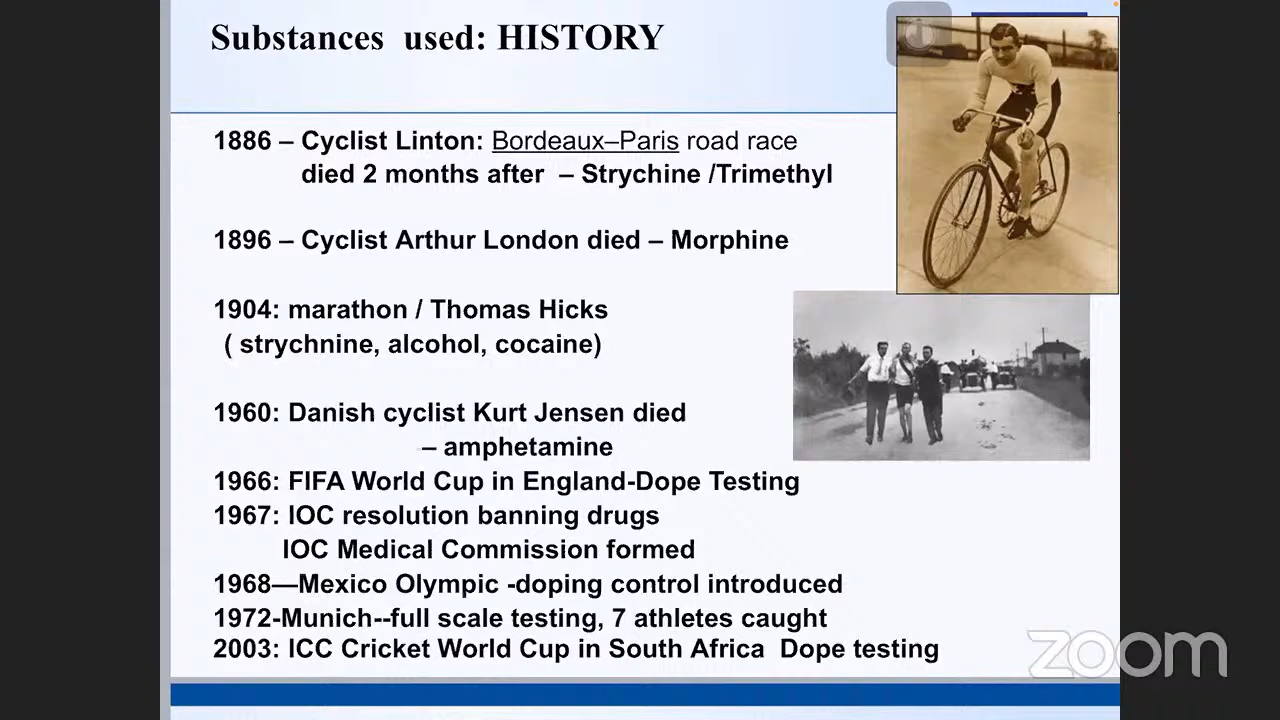 Substances used: HISTORY
1886 – Cyclist Linton: Bordeaux–Paris road race
died 2 months after – Strychine /Trimethyl
1896 – Cyclist Arthur London died – Morphine
1904: marathon / Thomas Hicks
( strychnine, alcohol, cocaine)
1960: Danish cyclist Kurt Jensen died
– amphetamine
1966: FIFA World Cup in England-Dope Testing
1967: IOC resolution banning drugs
IOC Medical Commission formed
1968—Mexico Olympic -doping control introduced
1972-Munich--full scale testing, 7 athletes caught
2003: ICC Cricket World Cup in South Africa Dope testing
zoom